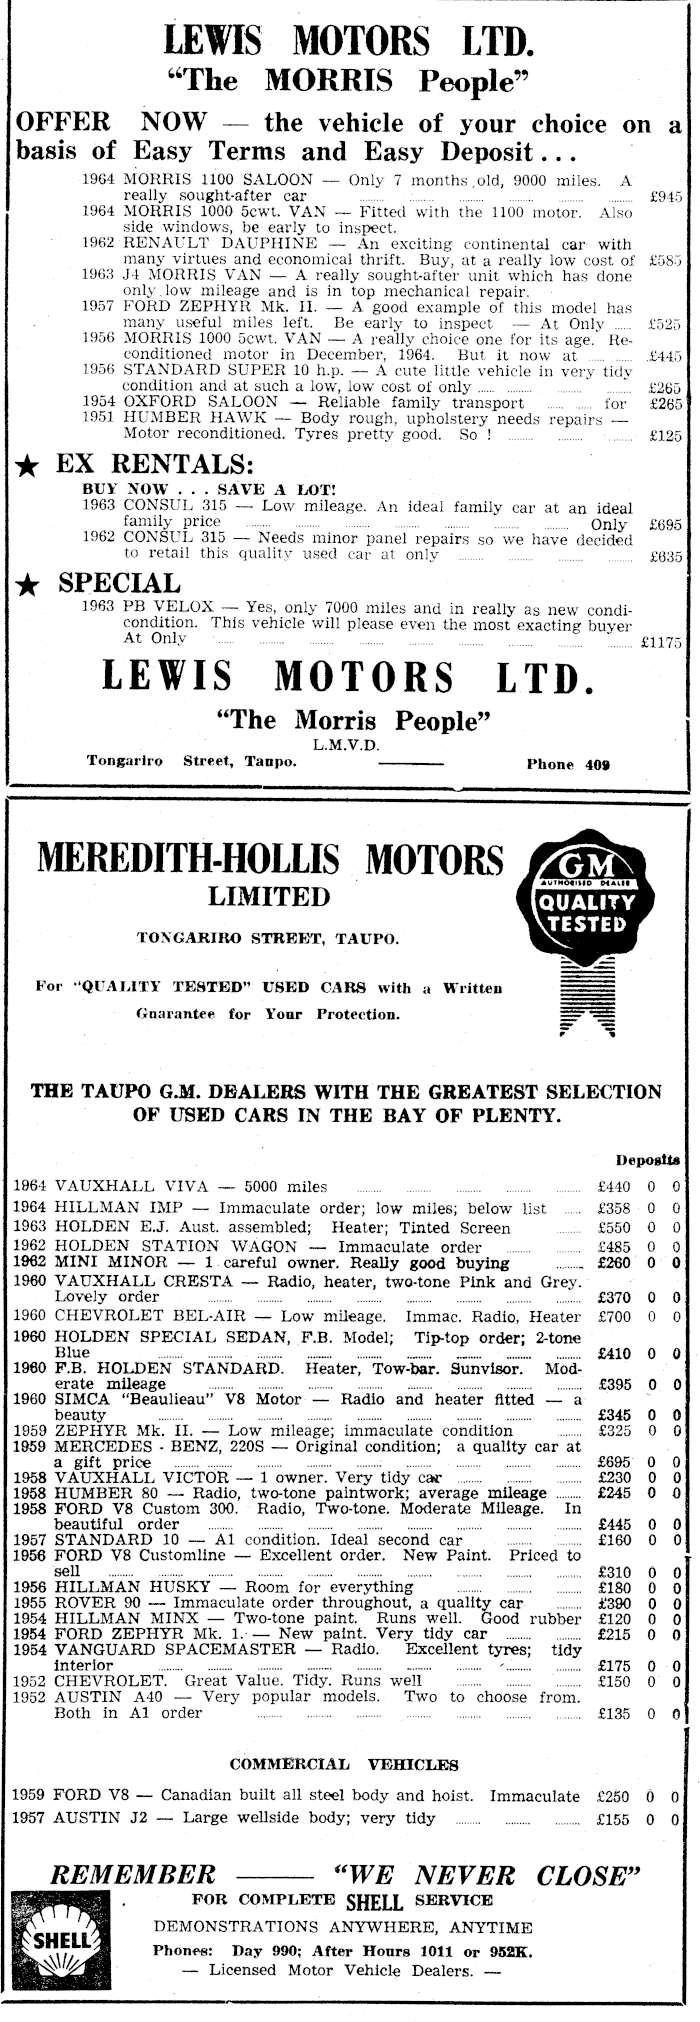 LEWIS MOTORS LTD.
"The MORRIS People"
OFFER NOW — the vehicle of your choice on a
basis of Easy Terms and Easy Deposit . . .
1964 MORRIS 1100 SALOON — Only 7 months old, 9000 miles. A
really sought-after car £945
1964 MORRIS 1000 5cwt. VAN — Fitted with the 1100 motor. Also
side windows, be early to inspect.
1962 RENAULT DAUPHINE — An exciting continental car with
many virtues and economical thrift. Buy, at a really low cost of £585
1963 J4 MORRIS VAN — A really sought-after unit which has done
only low mileage and is in top mechanical repair.
1957 FORD ZEPHYR Mk. II. — A good example of this model has
many useful miles left. Be early to inspect — At Only £525
1956 MORRIS 1000 5cwt. VAN — A really choice one for its age. Re-
conditioned motor in December, 1964. But it now at £445
1956 STANDARD SUPER 10 h.p. — A cute little vehicle in very tidy
condition and at such a low, low cost of only £265
1954 OXFORD SALOON — Reliable family transport for £265
1951 HUMBER HAWK — Body rough, upholstery needs repairs —
Motor reconditioned. Tyres pretty good. So ! £125
★ EX RENTALS:
BUY NOW . . . SAVE A LOT!
1963 CONSUL 315 — Low mileage. An ideal family car at an ideal
family price Only £695
1962 CONSUL 315 — Needs minor panel repairs so we have decided
to retail this quality used car at only £635
★ SPECIAL
1963 PB VELOX — Yes, only 7000 miles and in really as new condi-
condition. This vehicle will please even the most exacting buyer
At Only £1175
LEWIS MOTORS LTD.
"The Morris People"
L.M.V.D.
Tongariro Street, Taupo. Phone 409
MEREDITH-HOLLIS MOTORS
LIMITED
TONGARIRO STREET, TAUPO.
GM
AUTHORISED DEALER
QUALITY
TESTED
For "QUALITY TESTED" USED CARS with a Written
Guarantee for Your Protection.
THE TAUPO G.M. DEALERS WITH THE GREATEST SELECTION
OF USED CARS IN THE BAY OF PLENTY.
Deposits
1964 VAUXHALL VIVA — 5000 miles £440 0 0
1964 HILLMAN IMP — Immaculate order; low miles; below list £358 0 0
1963 HOLDEN E.J. Aust. assembled; Heater; Tinted Screen £550 0 0
1962 HOLDEN STATION WAGON — Immaculate order £485 0 0
1962 MINI MINOR — 1 careful owner. Really good buying £260 0 0
1960 VAUXHALL CRESTA — Radio, heater, two-tone Pink and Grey.
Lovely order £370 0 0
1960 CHEVROLET BEL-AIR — Low mileage. Immac. Radio, Heater £700 0 0
1960 HOLDEN SPECIAL SEDAN, F.B. Model; Tip-top order; 2-tone
Blue £410 0 0
1960 F.B. HOLDEN STANDARD. Heater, Tow-bar. Sunvisor. Mod-
erate mileage £395 0 0
1960 SIMCA "Beaulieau" V8 Motor — Radio and heater fitted — a
beauty £345 0 0
1959 ZEPHYR Mk. II. — Low mileage; immaculate condition £325 0 0
1959 MERCEDES - BENZ, 220S — Original condition; a quality car at
a gift price £695 0 0
1958 VAUXHALL VICTOR — 1 owner. Very tidy car £230 0 0
1958 HUMBER 80 — Radio, two-tone paintwork; average mileage £245 0 0
1958 FORD V8 Custom 300. Radio, Two-tone. Moderate Mileage. In
beautiful order £445 0 0
1957 STANDARD 10 — A1 condition. Ideal second car £160 0 0
1956 FORD V8 Customline — Excellent order. New Paint. Priced to
sell £310 0 0
1956 HILLMAN HUSKY — Room for everything £180 0 0
1955 ROVER 90 — Immaculate order throughout, a quality car £390 0 0
1954 HILLMAN MINX — Two-tone paint. Runs well. Good rubber £120 0 0
1954 FORD ZEPHYR Mk. 1. — New paint. Very tidy car £215 0 0
1954 VANGUARD SPACEMASTER — Radio. Excellent tyres; tidy
interior £175 0 0
1952 CHEVROLET. Great Value. Tidy. Runs well £150 0 0
1952 AUSTIN A40 — Very popular models. Two to choose from.
Both in A1 order £135 0 0
COMMERCIAL VEHICLES
1959 FORD V8 — Canadian built all steel body and hoist. Immaculate £250 0 0
1957 AUSTIN J2 — Large wellside body; very tidy £155 0 0
REMEMBER — "WE NEVER CLOSE"
FOR COMPLETE SHELL SERVICE
SHELL
DEMONSTRATIONS ANYWHERE, ANYTIME
Phones: Day 990; After Hours 1011 or 952K.
— Licensed Motor Vehicle Dealers. —